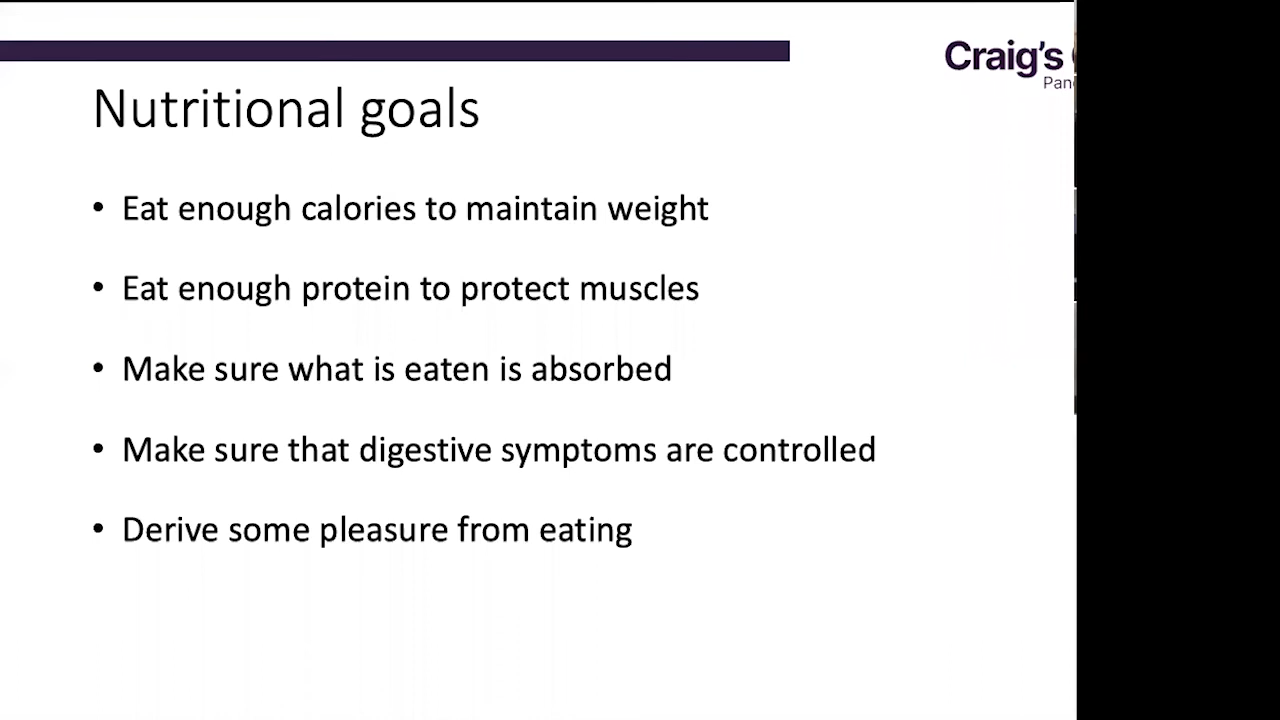 Craig's
Nutritional goals
• Eat enough calories to maintain weight
• Eat enough protein to protect muscles
• Make sure what is eaten is absorbed
• Make sure that digestive symptoms are controlled
• Derive some pleasure from eating